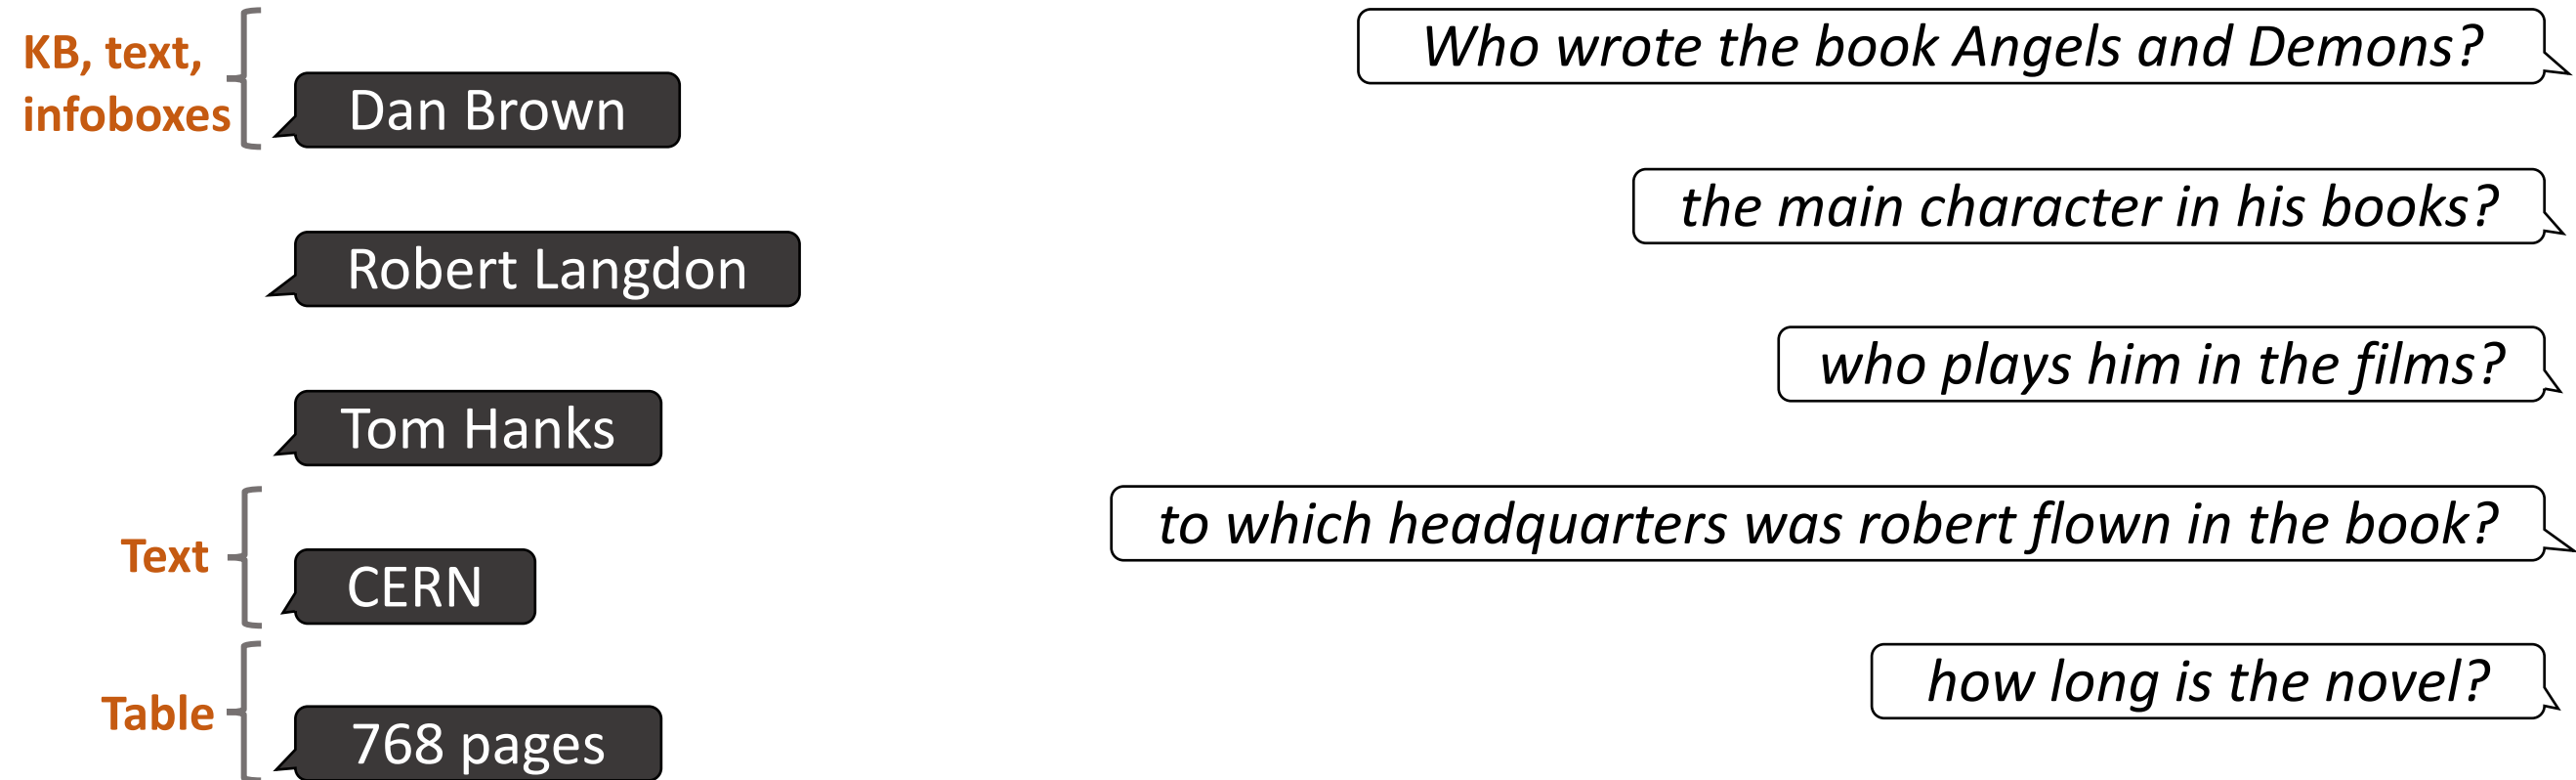 Who wrote the book Angels and Demons?
KB, text,
infoboxes
Dan Brown
the main character in his books?
Robert Langdon
who plays him in the films?
Tom Hanks
to which headquarters was robert flown in the book?
Text
CERN
how long is the novel?
Table
768 pages